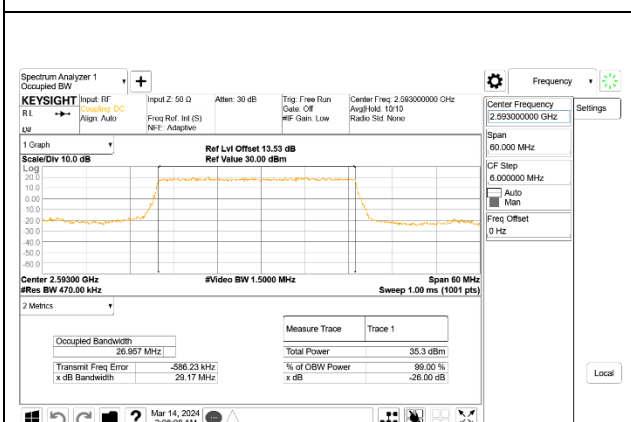 Spectrum Analyzer 1
Occupied BW
Frequency
KEYSIGHT
Input: RF
Coupling: DC
Align: Auto
Input Z: 50 Ω
Freq Ref: Int (S)
NFE: Adaptive
Atten: 30 dB
Trig: Free Run
Gate: Off
#IF Gain: Low
Center Freq: 2.593000000 GHz
Avg|Hold: 10/10
Radio Std: None
Center Frequency
2.593000000 GHz
Settings
Span
60.000 MHz
CF Step
6.000000 MHz
Auto
Man
Freq Offset
0 Hz
1 Graph
Scale/Div 10.0 dB
Ref Lvl Offset 13.53 dB
Ref Value 30.00 dBm
Log
20.0
10.0
0.00
-10.0
-20.0
-30.0
-40.0
-50.0
-60.0
Center 2.59300 GHz
#Res BW 470.00 kHz
#Video BW 1.5000 MHz
Span 60 MHz
Sweep 1.00 ms (1001 pts)
2 Metrics
Measure Trace Trace 1
Occupied Bandwidth
26.957 MHz
Total Power 35.3 dBm
Transmit Freq Error -586.23 kHz
% of OBW Power 99.00 %
x dB Bandwidth 29.17 MHz
x dB -26.00 dB
Local
Mar 14, 2024